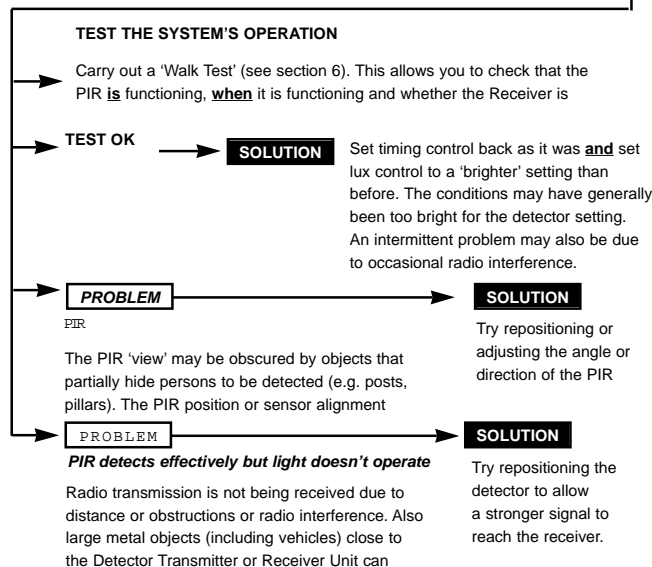 TEST THE SYSTEM'S OPERATION
Carry out a 'Walk Test' (see section 6). This allows you to check that the
PIR is functioning, when it is functioning and whether the Receiver is
TEST OK
SOLUTION
Set timing control back as it was and set
lux control to a 'brighter' setting than
before. The conditions may have generally
been too bright for the detector setting.
An intermittent problem may also be due
to occasional radio interference.
PROBLEM
PIR
The PIR 'view' may be obscured by objects that
partially hide persons to be detected (e.g. posts,
pillars). The PIR position or sensor alignment
SOLUTION
Try repositioning or
adjusting the angle or
direction of the PIR
PROBLEM
PIR detects effectively but light doesn't operate
Radio transmission is not being received due to
distance or obstructions or radio interference. Also
large metal objects (including vehicles) close to
the Detector Transmitter or Receiver Unit can
SOLUTION
Try repositioning the
detector to allow
a stronger signal to
reach the receiver.